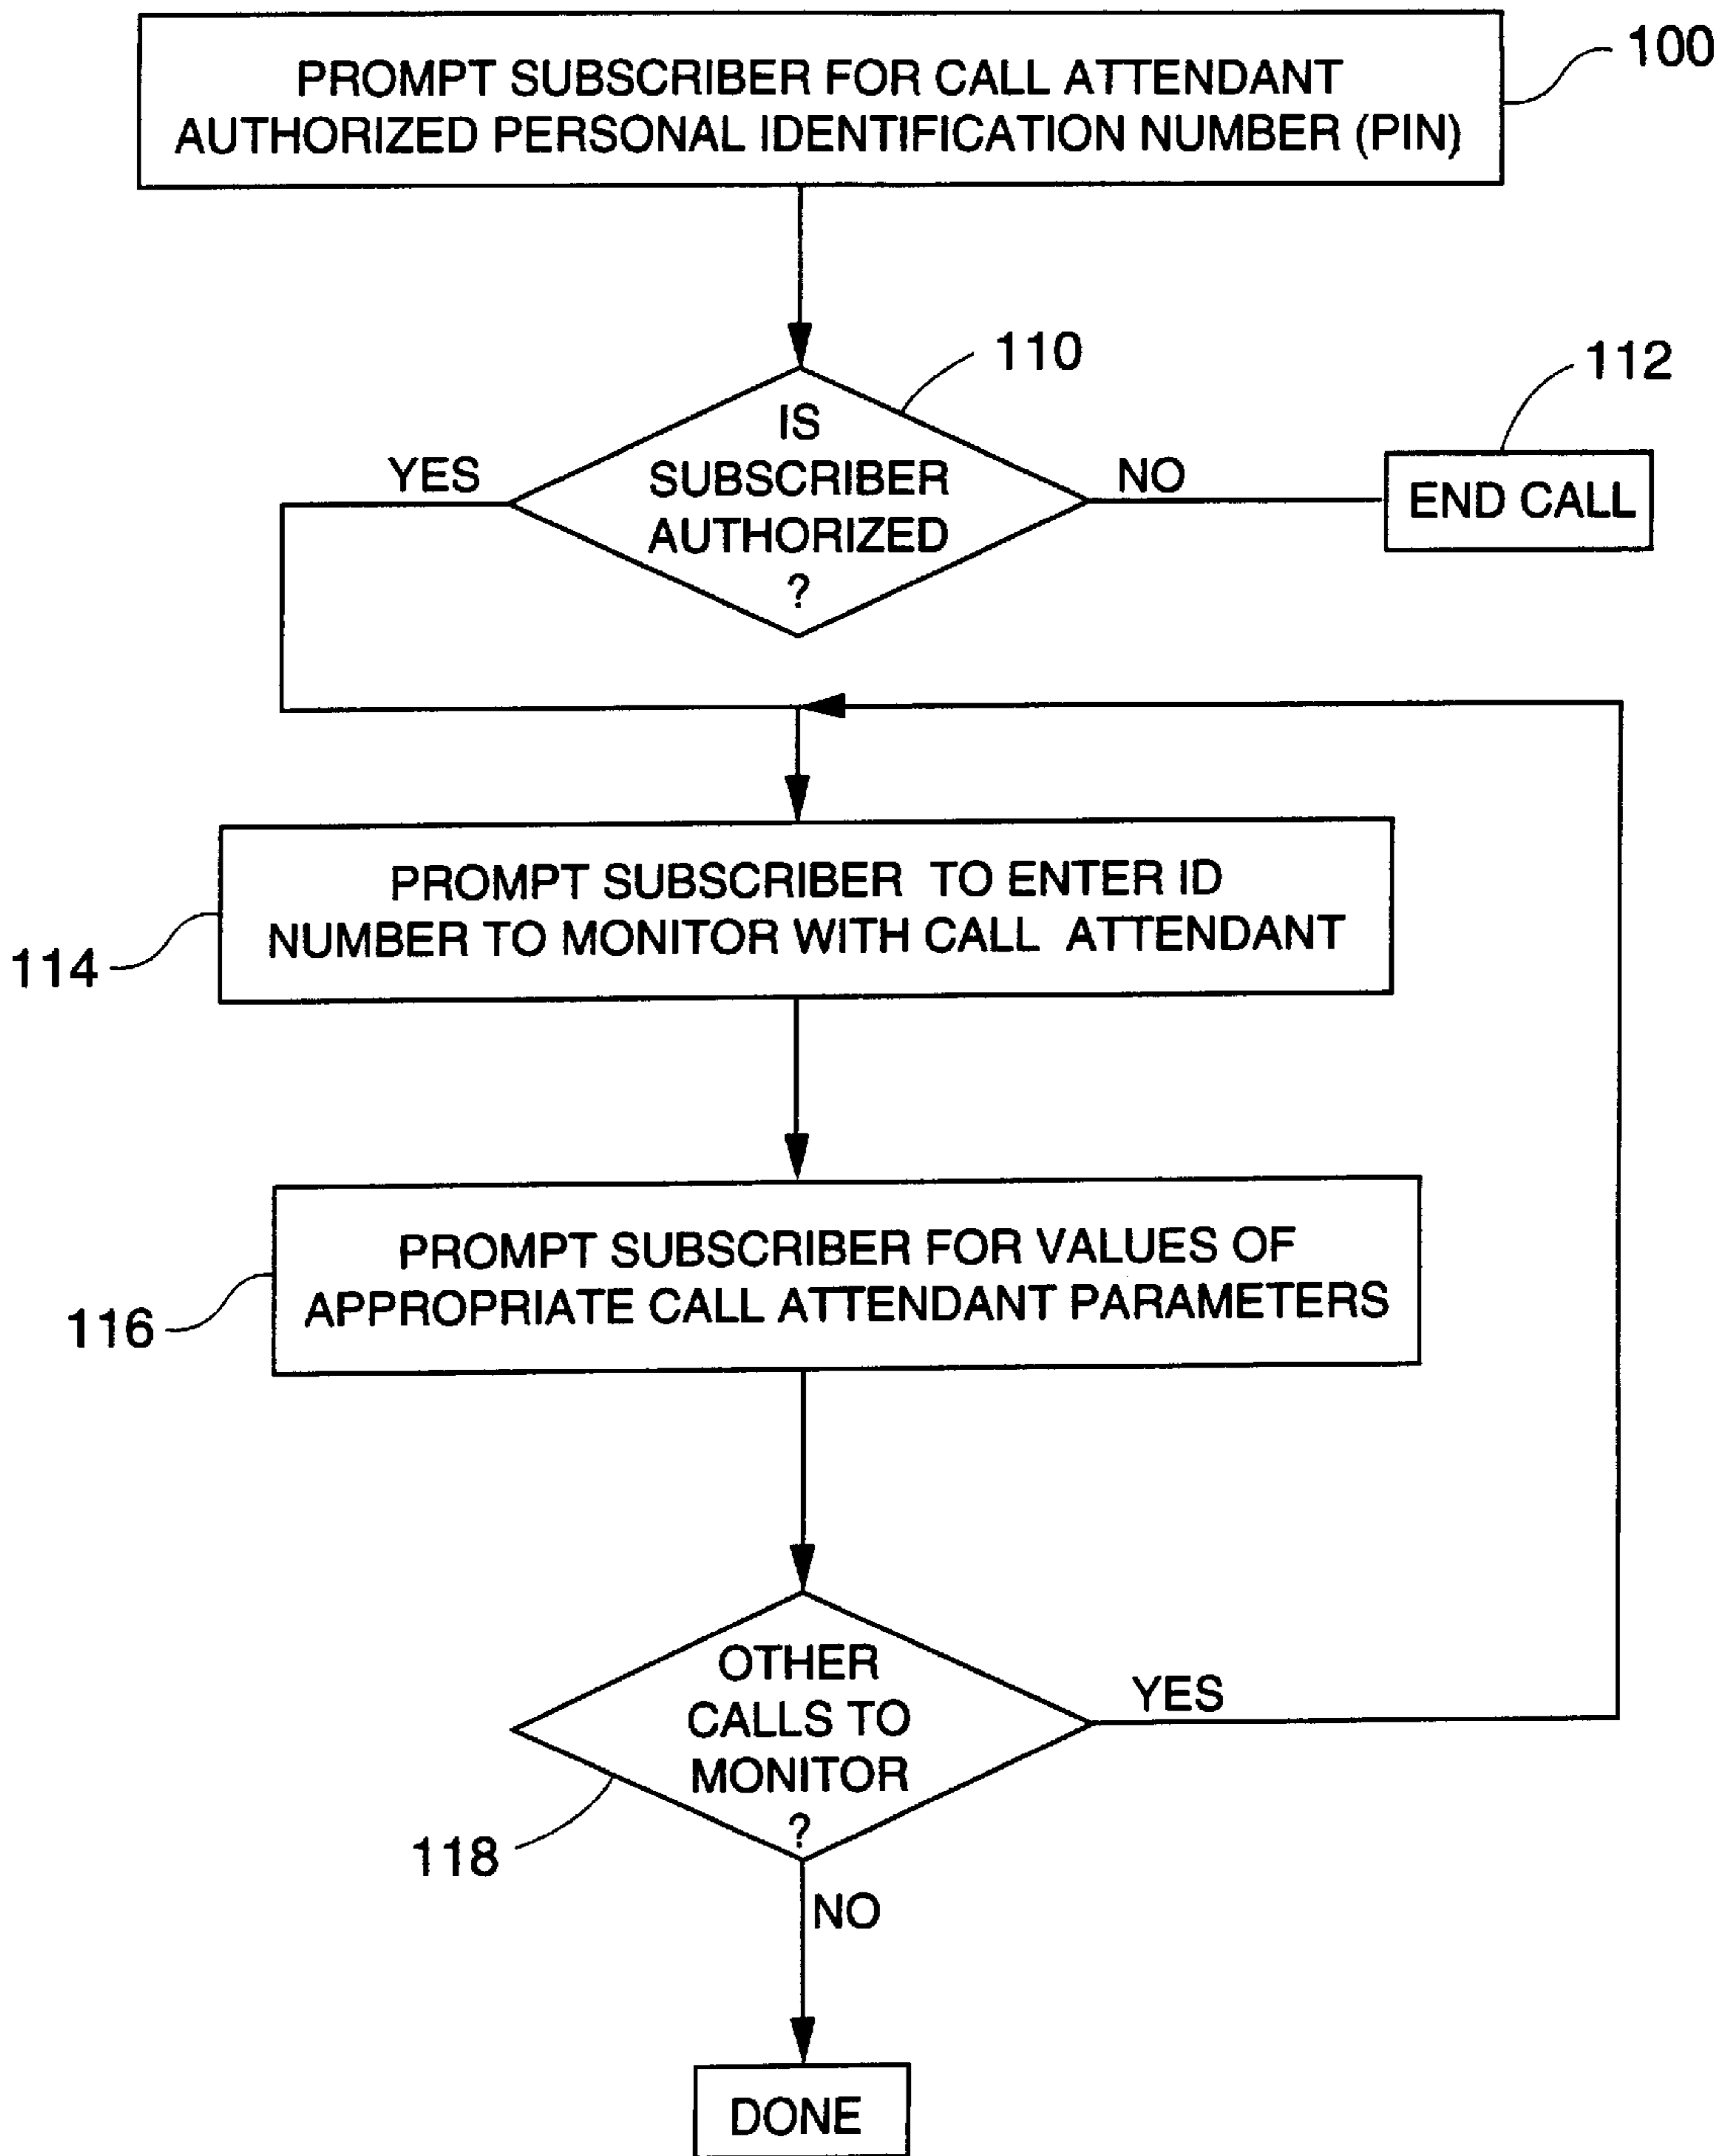 PROMPT SUBSCRIBER FOR CALL ATTENDANT
AUTHORIZED PERSONAL IDENTIFICATION NUMBER (PIN)
100
110
112
IS
SUBSCRIBER
AUTHORIZED
?
YES
NO
END CALL
PROMPT SUBSCRIBER TO ENTER ID
NUMBER TO MONITOR WITH CALL ATTENDANT
114
PROMPT SUBSCRIBER FOR VALUES OF
APPROPRIATE CALL ATTENDANT PARAMETERS
116
OTHER
CALLS TO
MONITOR
?
YES
118
NO
DONE